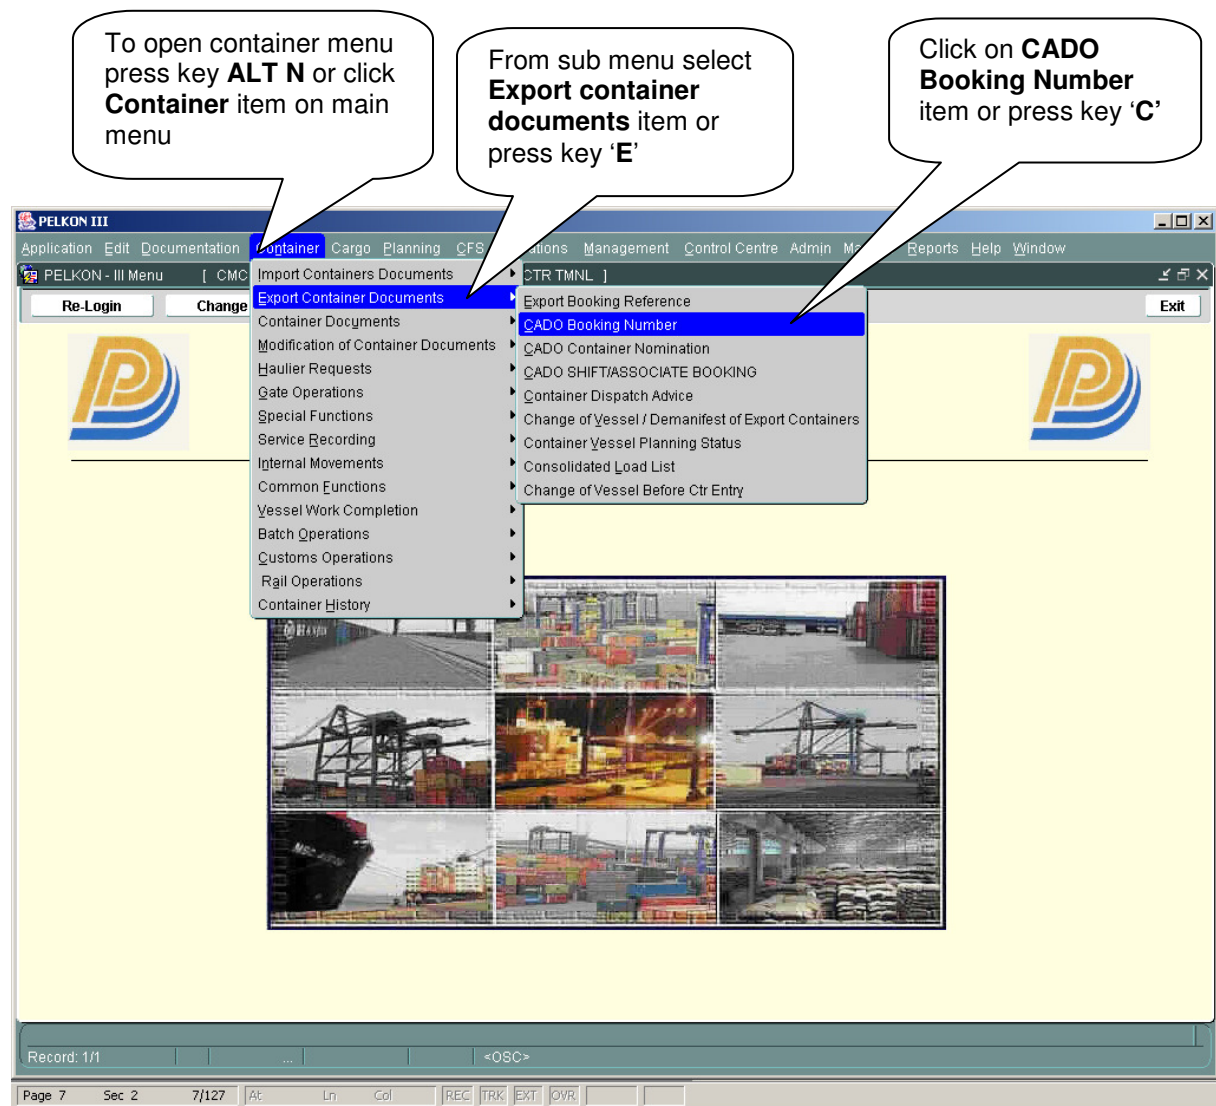 To open container menu
press key ALT N or click
Container item on main
menu
From sub menu select
Export container
documents item or
press key ‘E’
Click on CADO
Booking Number
item or press key ‘C’
PELKON III
Application Edit Documentation Container Cargo Planning CFS ations Management Control Centre Admin Ma Reports Help Window
PELKON - III Menu [ CMC CTR TMNL ]
Re-Login Change Exit
Import Containers Documents
Export Container Documents
Container Documents
Modification of Container Documents
Haulier Requests
Gate Operations
Special Functions
Service Recording
Internal Movements
Common Functions
Vessel Work Completion
Batch Operations
Customs Operations
Rail Operations
Container History
Export Booking Reference
CADO Booking Number
CADO Container Nomination
CADO SHIFT/ASSOCIATE BOOKING
Container Dispatch Advice
Change of Vessel / Demanifest of Export Containers
Container Vessel Planning Status
Consolidated Load List
Change of Vessel Before Ctr Entry
Record: 1/1 ... <OSC>
Page 7 Sec 2 7/127 At Ln Col REC TRK EXT OVR